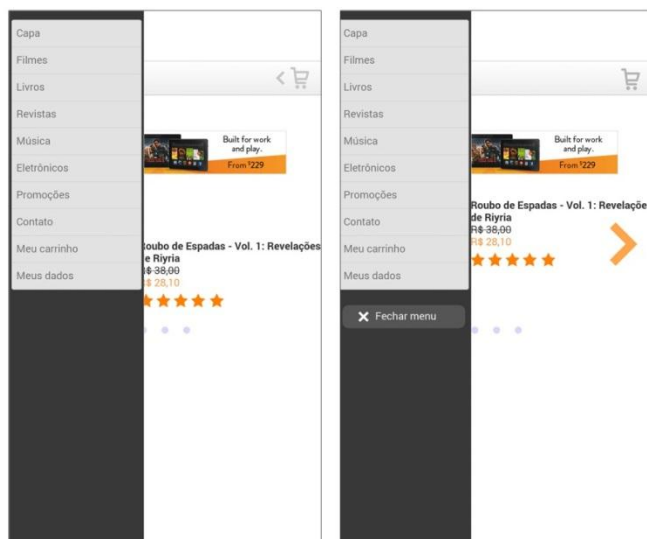 Capa
Filmes
Livros
Revistas
Música
Eletrônicos
Promoções
Contato
Meu carrinho
Meus dados
Built for work
and play.
From $229
Roubo de Espadas - Vol. 1: Revelações
de Riyria
R$ 38,00
R$ 28,10
Capa
Filmes
Livros
Revistas
Música
Eletrônicos
Promoções
Contato
Meu carrinho
Meus dados
Fechar menu
Built for work
and play.
From $229
Roubo de Espadas - Vol. 1: Revelaçõe
de Riyria
R$ 38,00
R$ 28,10